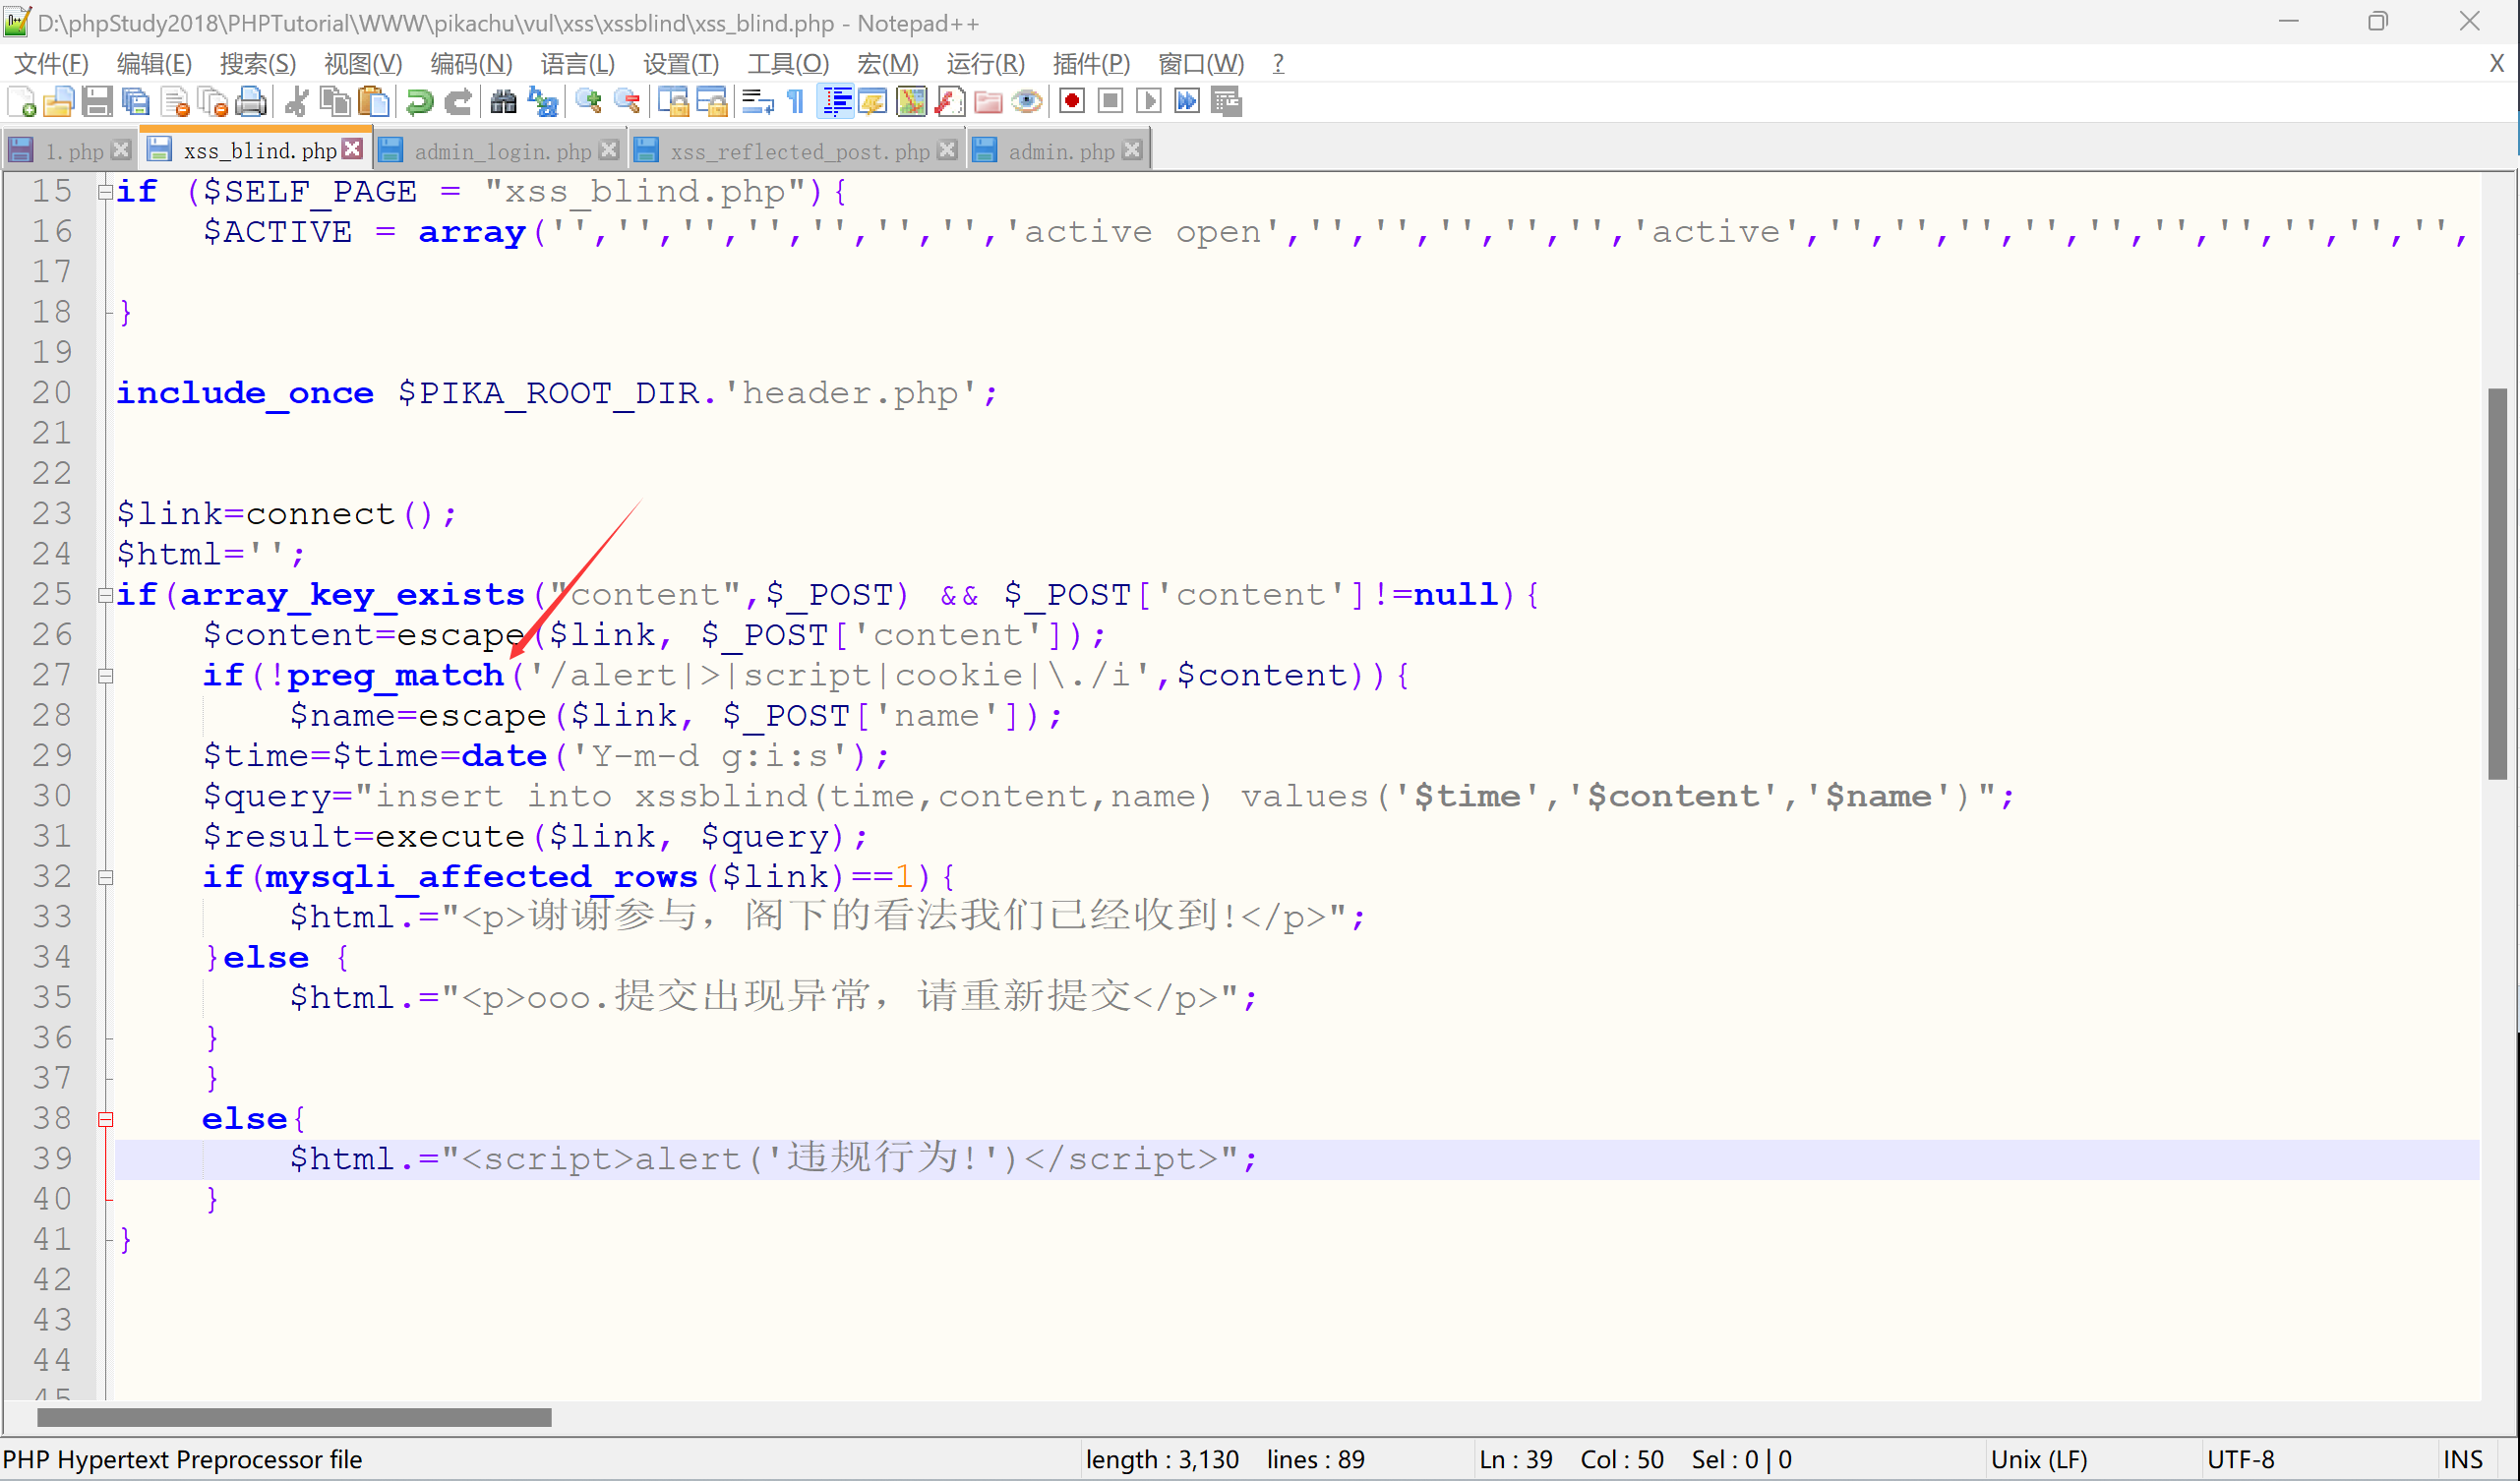 D:\phpStudy2018\PHPTutorial\WWW\pikachu\vul\xss\xssblind\xss_blind.php - Notepad++
文件(F) 编辑(E) 搜索(S) 视图(V) 编码(N) 语言(L) 设置(T) 工具(O) 宏(M) 运行(R) 插件(P) 窗口(W) ? X
1.php xss_blind.php admin_login.php xss_reflected_post.php admin.php
15 if ($SELF_PAGE = "xss_blind.php"){
16 $ACTIVE = array('','','','','','','','active open','','','','','','active','','','','','','','','','','',
17
18 }
19
20 include_once $PIKA_ROOT_DIR.'header.php';
21
22
23 $link=connect();
24 $html='';
25 if(array_key_exists("content",$_POST) && $_POST['content']!=null){
26 $content=escape($link, $_POST['content']);
27 if(!preg_match('/alert|>|script|cookie|\./i',$content)){
28 $name=escape($link, $_POST['name']);
29 $time=$time=date('Y-m-d g:i:s');
30 $query="insert into xssblind(time,content,name) values('$time','$content','$name')";
31 $result=execute($link, $query);
32 if(mysqli_affected_rows($link)==1){
33 $html.="<p>谢谢参与，阁下的看法我们已经收到!</p>";
34 }else {
35 $html.="<p>ooo.提交出现异常，请重新提交</p>";
36 }
37 }
38 else{
39 $html.="<script>alert('违规行为!')</script>";
40 }
41 }
42
43
44
45
PHP Hypertext Preprocessor file length : 3,130 lines : 89 Ln : 39 Col : 50 Sel : 0 | 0 Unix (LF) UTF-8 INS